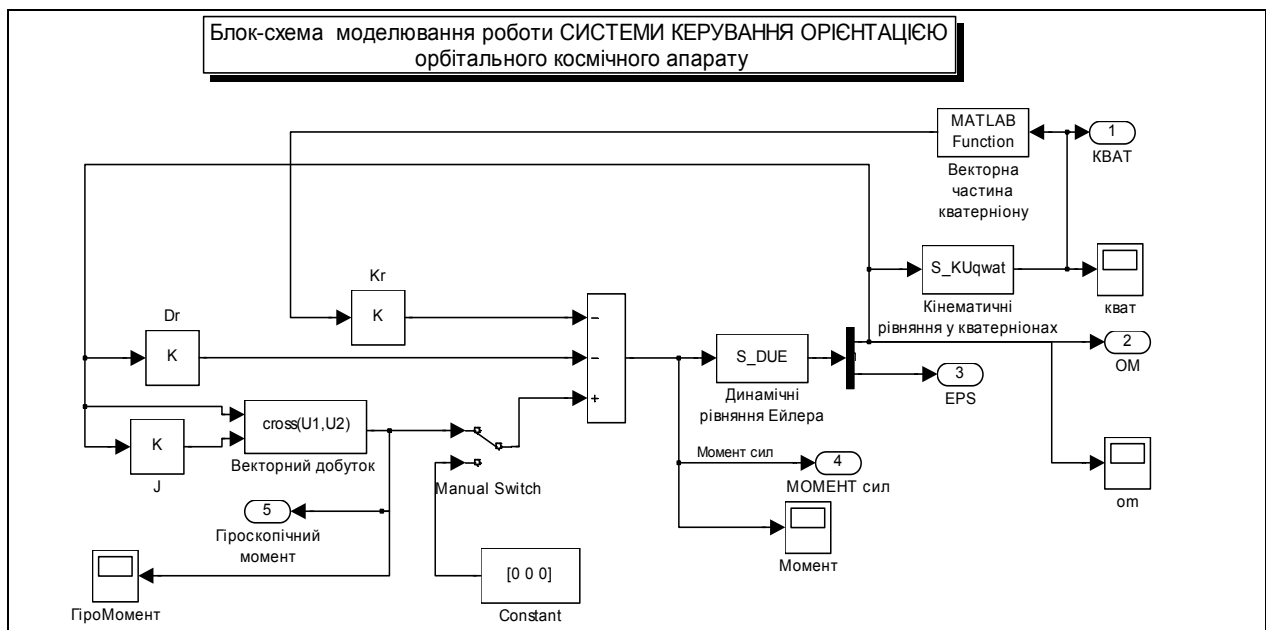 Блок-схема моделювання роботи СИСТЕМИ КЕРУВАННЯ ОРІЄНТАЦІЄЮ
орбітального космічного апарату
MATLAB
Function
Векторна
частина
кватерніону
1
КВАТ
S_KUqwat
Кінематичні
рівняння у кватерніонах
кват
Kr
K
Dr
K
−
−
+
S_DUE
Динамічні
рівняння Ейлера
2
OM
3
EPS
K
J
cross(U1,U2)
Векторний добуток
Manual Switch
Момент сил
4
МОМЕНТ сил
om
5
Гіроскопічний
момент
Момент
ГіроМомент
[0 0 0]
Constant